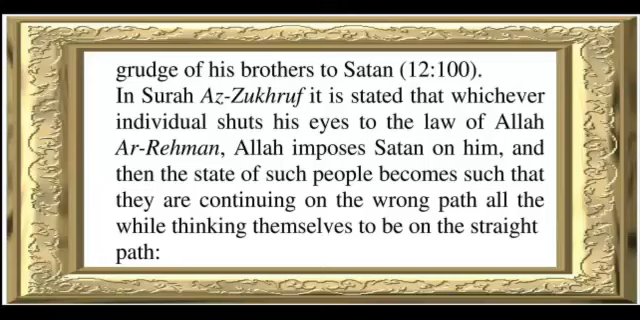 grudge of his brothers to Satan (12:100).
In Surah Az-Zukhruf it is stated that whichever
individual shuts his eyes to the law of Allah
Ar-Rehman, Allah imposes Satan on him, and
then the state of such people becomes such that
they are continuing on the wrong path all the
while thinking themselves to be on the straight
path: